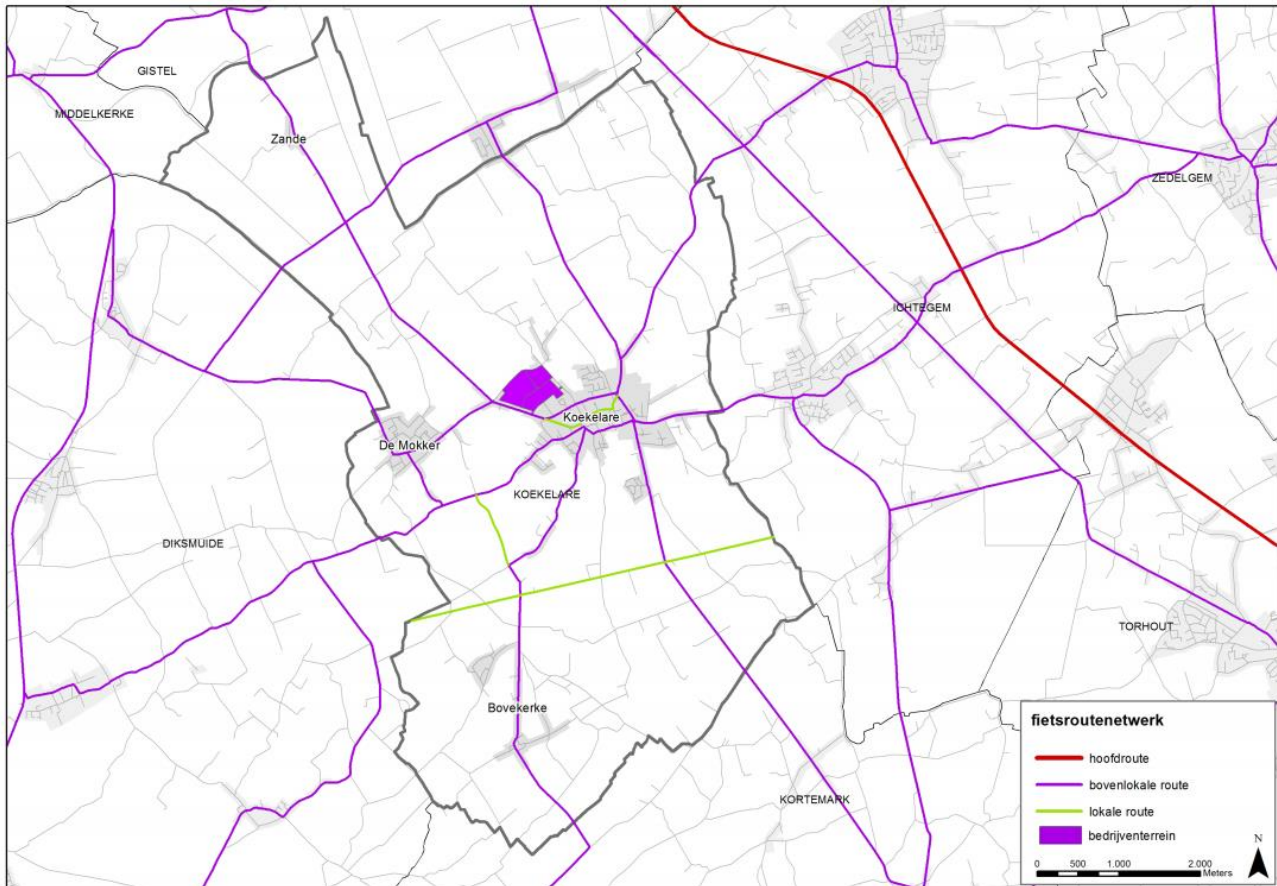 GISTEL
MIDDELKERKE
Zande
ZEDELGEM
ICHTEGEM
Koekelare
De Mokker
KOEKELARE
DIKSMUIDE
TORHOUT
Bovekerke
KORTEMARK
fietsroutenetwerk
hoofdroute
bovenlokale route
lokale route
bedrijventerrein
N
0 500 1.000 2.000
Meters